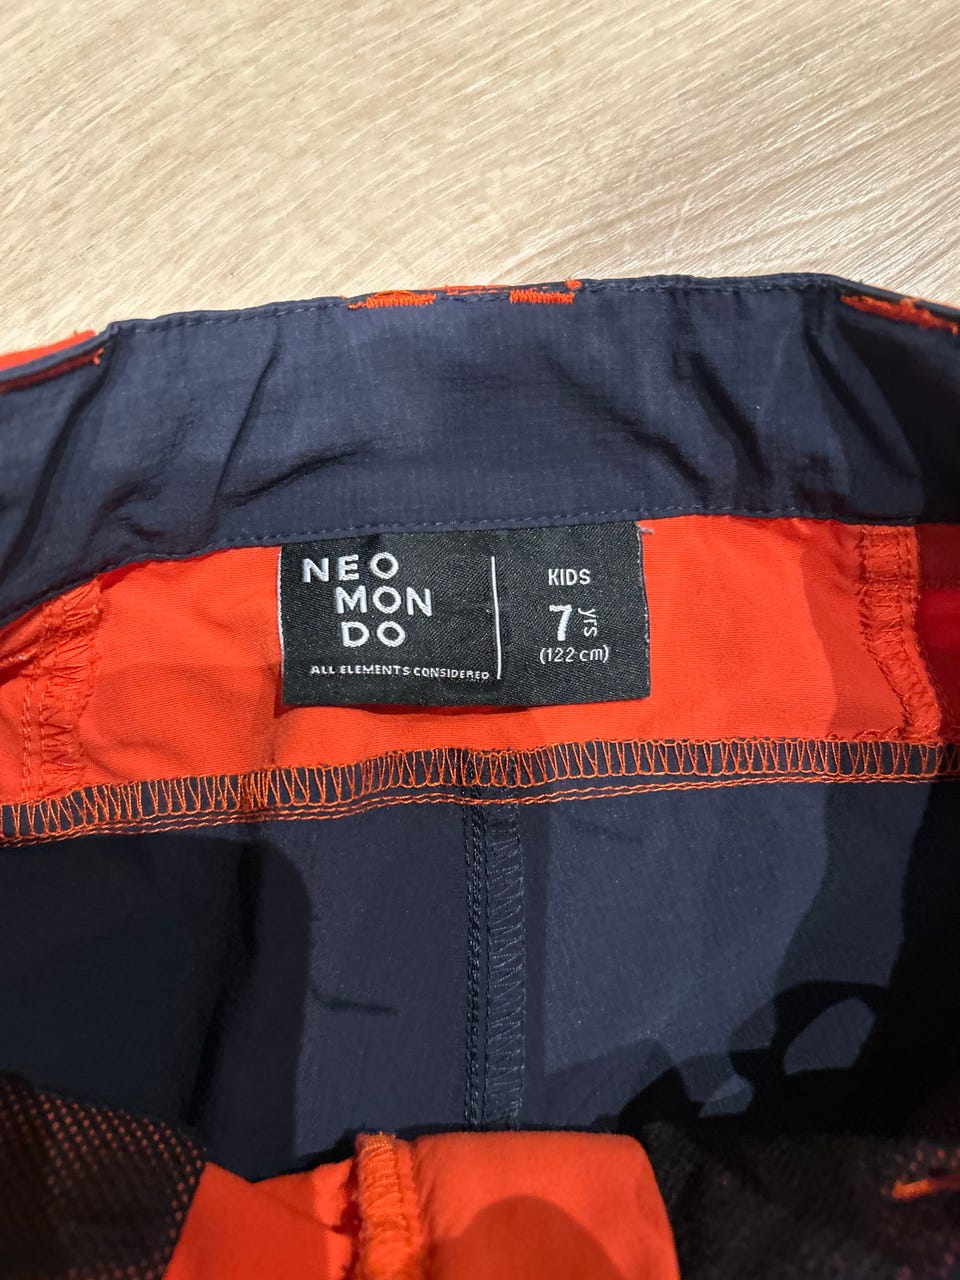 NEO
MON
DO
ALL ELEMENTS CONSIDERED
KIDS
7 yrs
(122 cm)